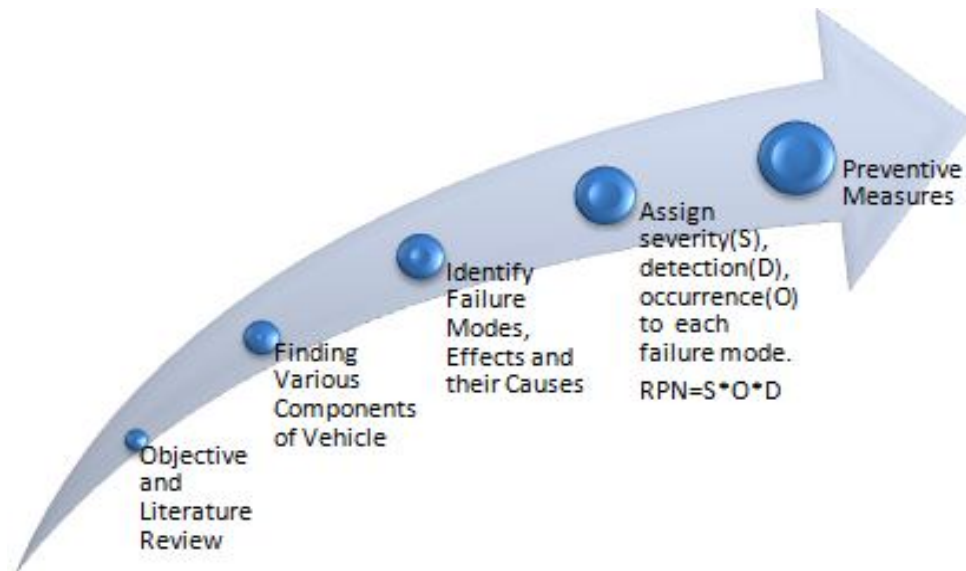 Objective
and
Literature
Review
Finding
Various
Components
of Vehicle
Identify
Failure
Modes,
Effects and
their Causes
Assign
severity(S),
detection(D),
occurrence(O)
to each
failure mode.
RPN=S*O*D
Preventive
Measures